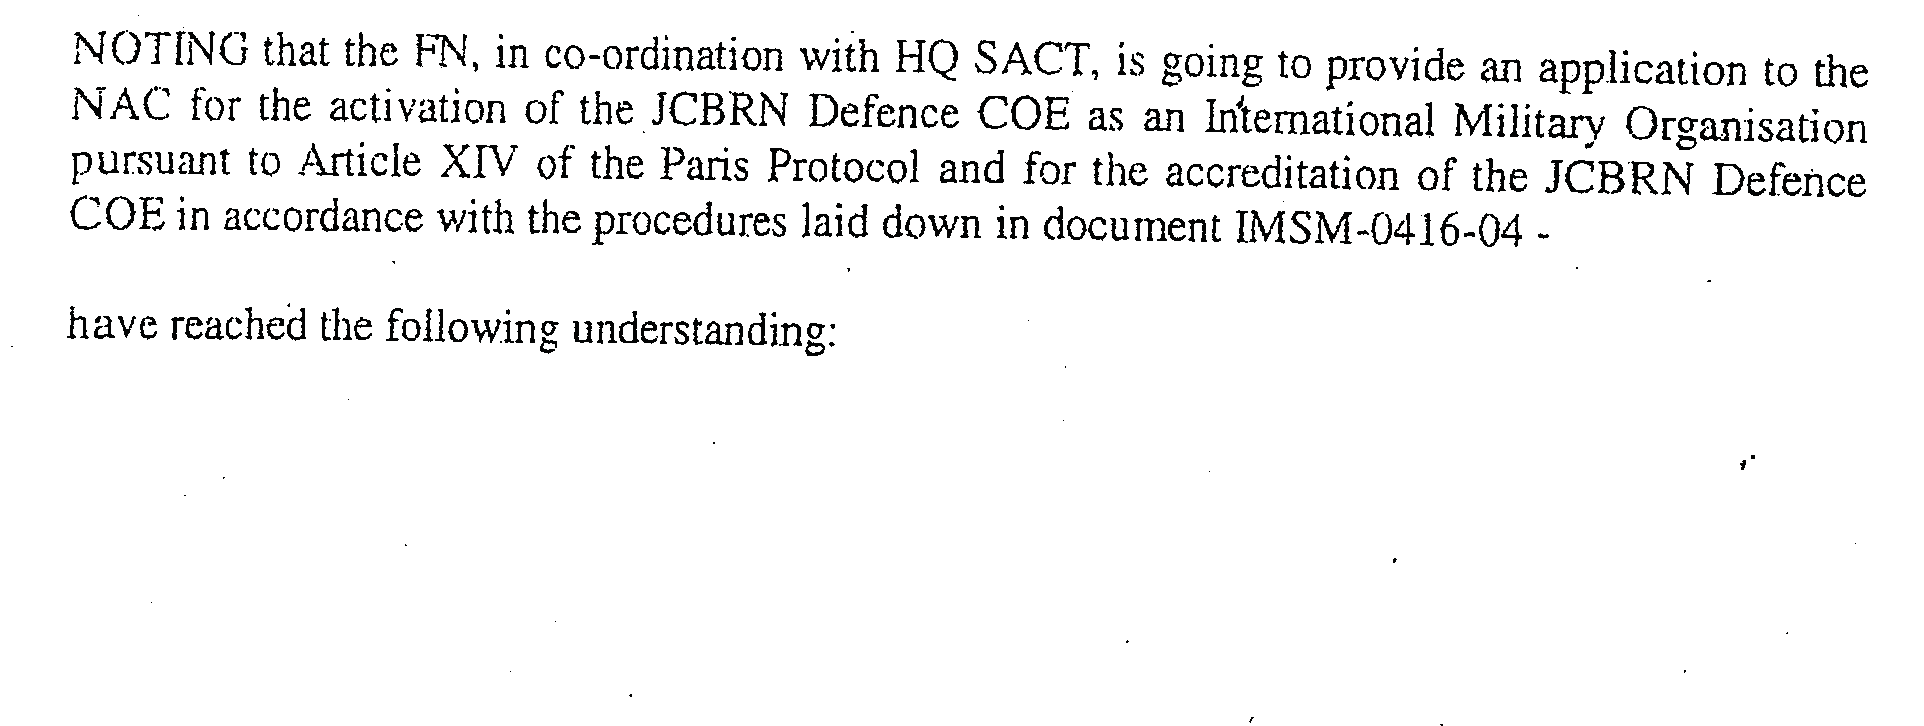 NOTING that the FN, in co-ordination with HQ SACT, is going to provide an application to the
NAC for the activation of the JCBRN Defence COE as an International Military Organisation
pursuant to Article XIV of the Paris Protocol and for the accreditation of the JCBRN Defence
COE in accordance with the procedures laid down in document IMSM-0416-04 -
have reached the following understanding: